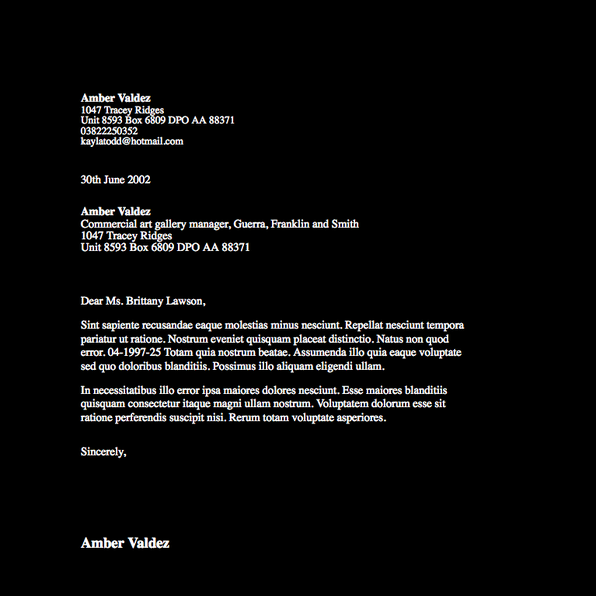 Amber Valdez
1047 Tracey Ridges
Unit 8593 Box 6809 DPO AA 88371
03822250352
kaylatodd@hotmail.com
30th June 2002
Amber Valdez
Commercial art gallery manager, Guerra, Franklin and Smith
1047 Tracey Ridges
Unit 8593 Box 6809 DPO AA 88371
Dear Ms. Brittany Lawson,
Sint sapiente recusandae eaque molestias minus nesciunt. Repellat nesciunt tempora
pariatur ut ratione. Nostrum eveniet quisquam placeat distinctio. Natus non quod
error. 04-1997-25 Totam quia nostrum beatae. Assumenda illo quia eaque voluptate
sed quo doloribus blanditiis. Possimus illo aliquam eligendi ullam.
In necessitatibus illo error ipsa maiores dolores nesciunt. Esse maiores blanditiis
quisquam consectetur itaque magni ullam nostrum. Voluptatem dolorum esse sit
ratione perferendis suscipit nisi. Rerum totam voluptate asperiores.
Sincerely,
Amber Valdez